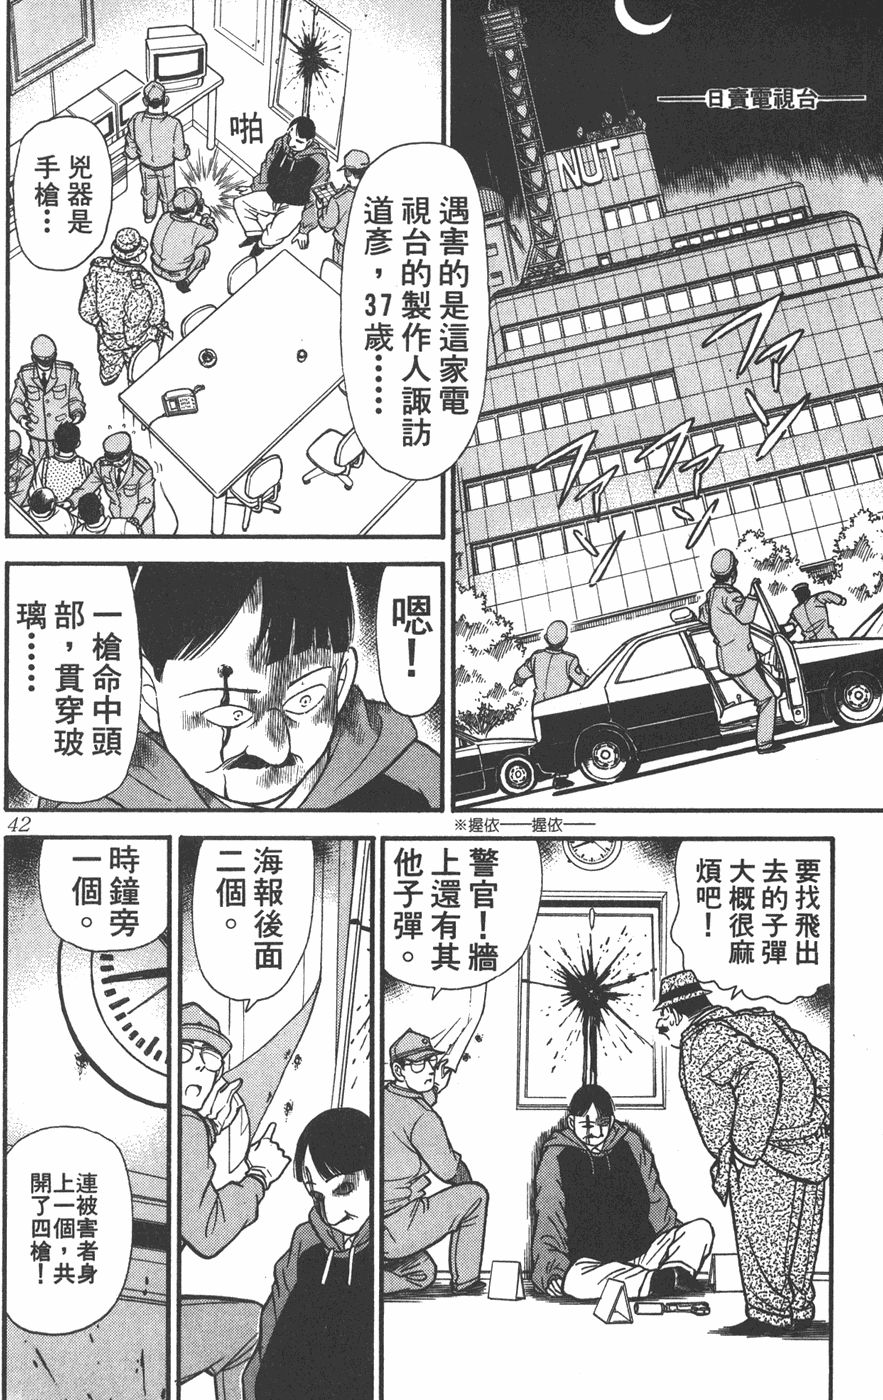 日賣電視台
NUT
ファン
ファン
ファン
遇害的是這家電
視台的製作人諏訪
道彥，37歲……
啪
兇器是
手槍…
嗯！
一槍命中頭
部，貫穿玻
璃……
42
※握依——握依——
要找飛出
去的子彈
大概很麻
煩吧！
警官！牆
上還有其
他子彈。
海報後面
二個。
時鐘旁
一個。
連被害者身
上一個，共
開了四槍！